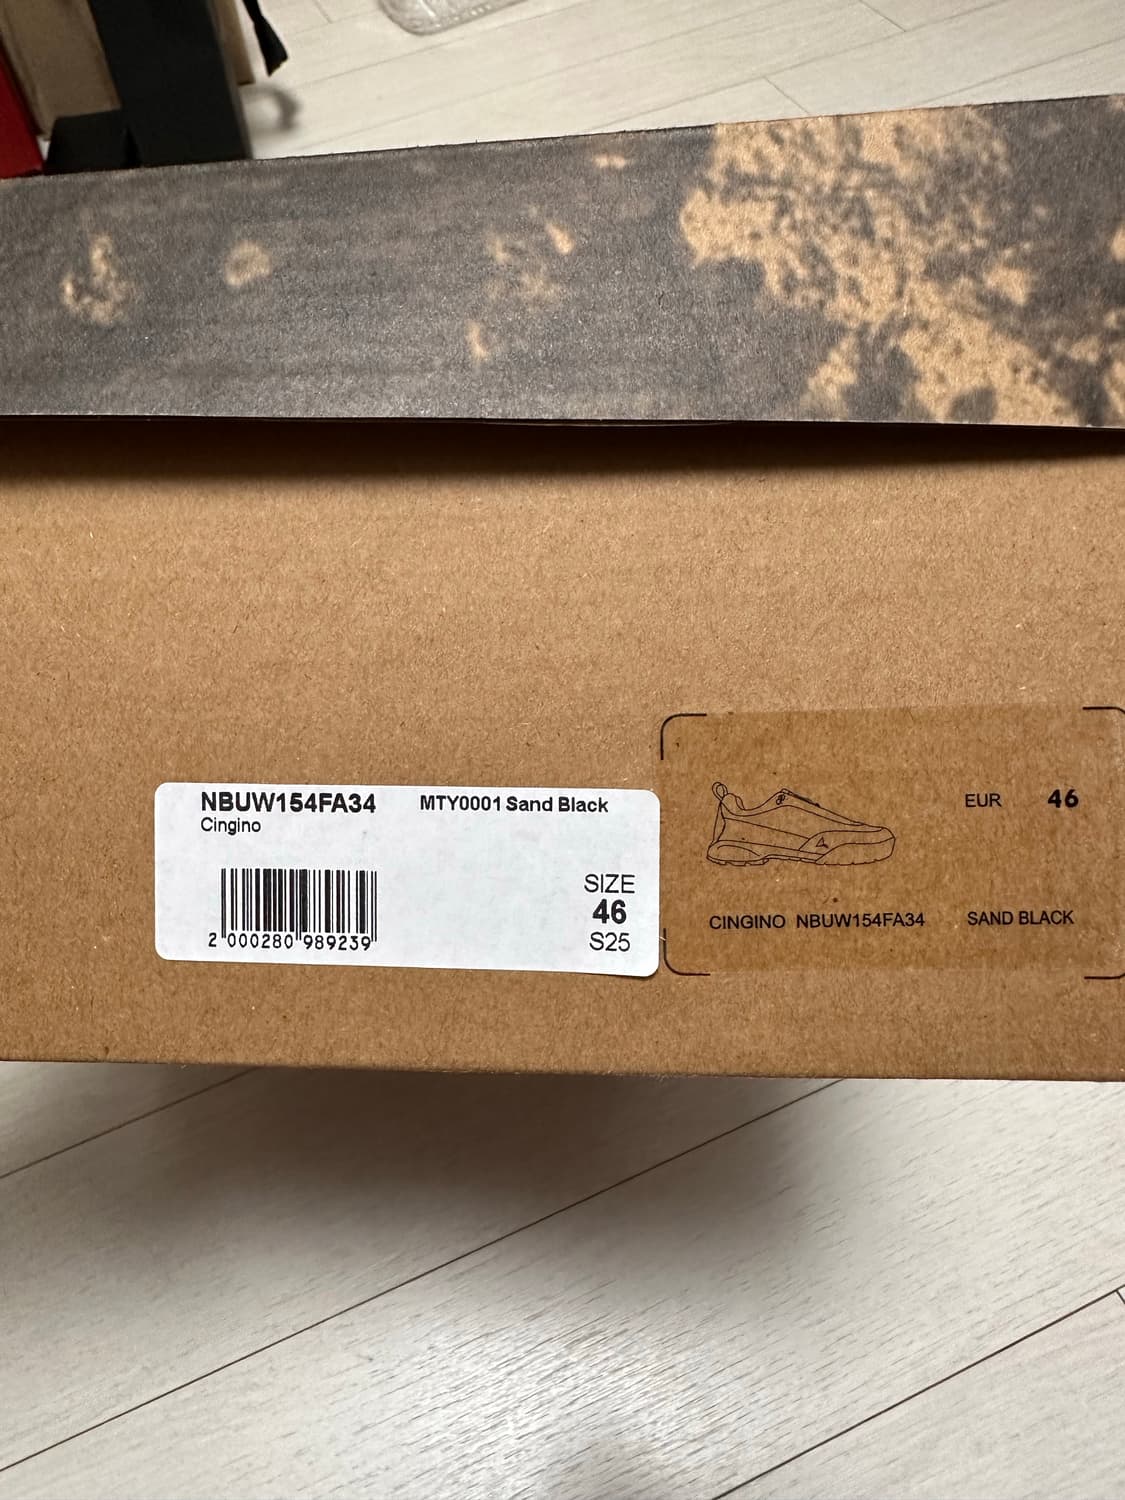 NBUW154FA34 MTY0001 Sand Black
Cingino
SIZE
46
S25
2 000280 989239
EUR 46
CINGINO NBUW154FA34 SAND BLACK